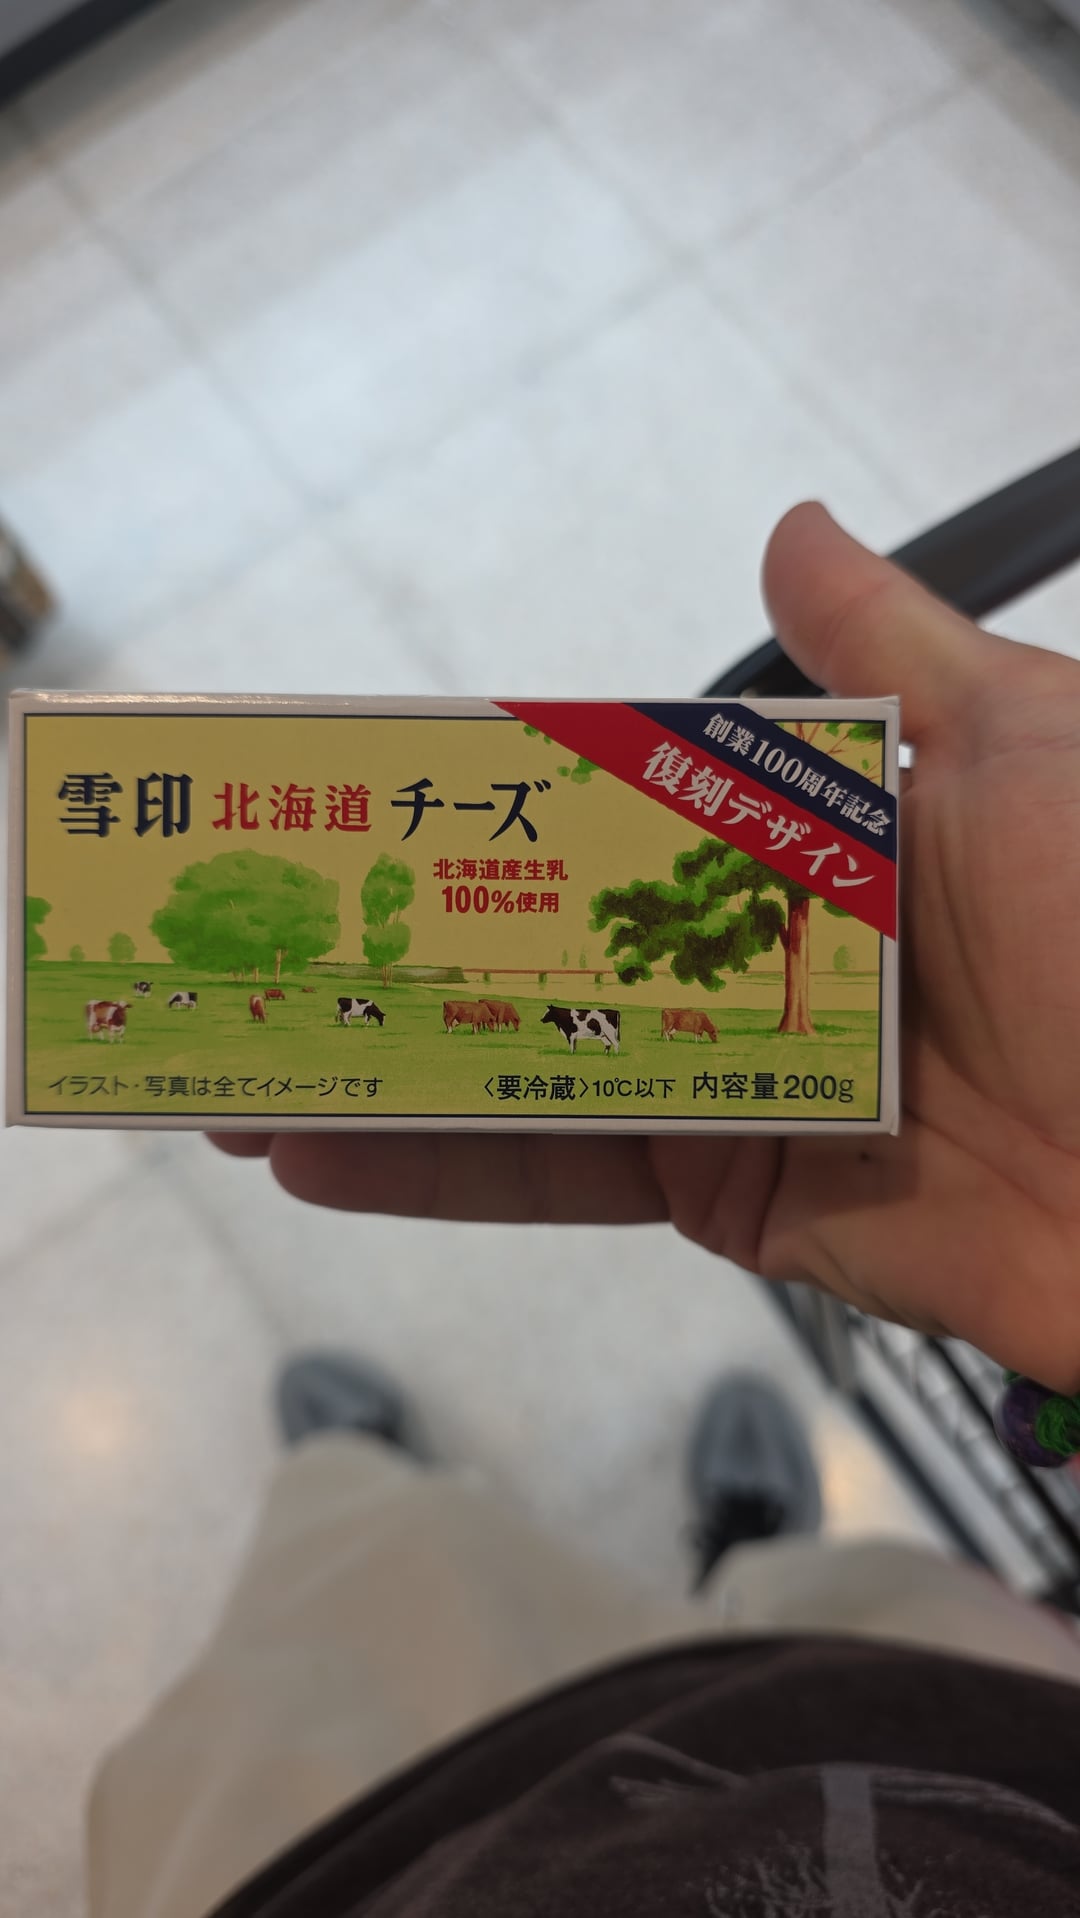 創業100周年記念
復刻デザイン
雪印 北海道 チーズ
北海道産生乳
100%使用
イラスト・写真は全てイメージです
〈要冷蔵〉10℃以下 内容量200g